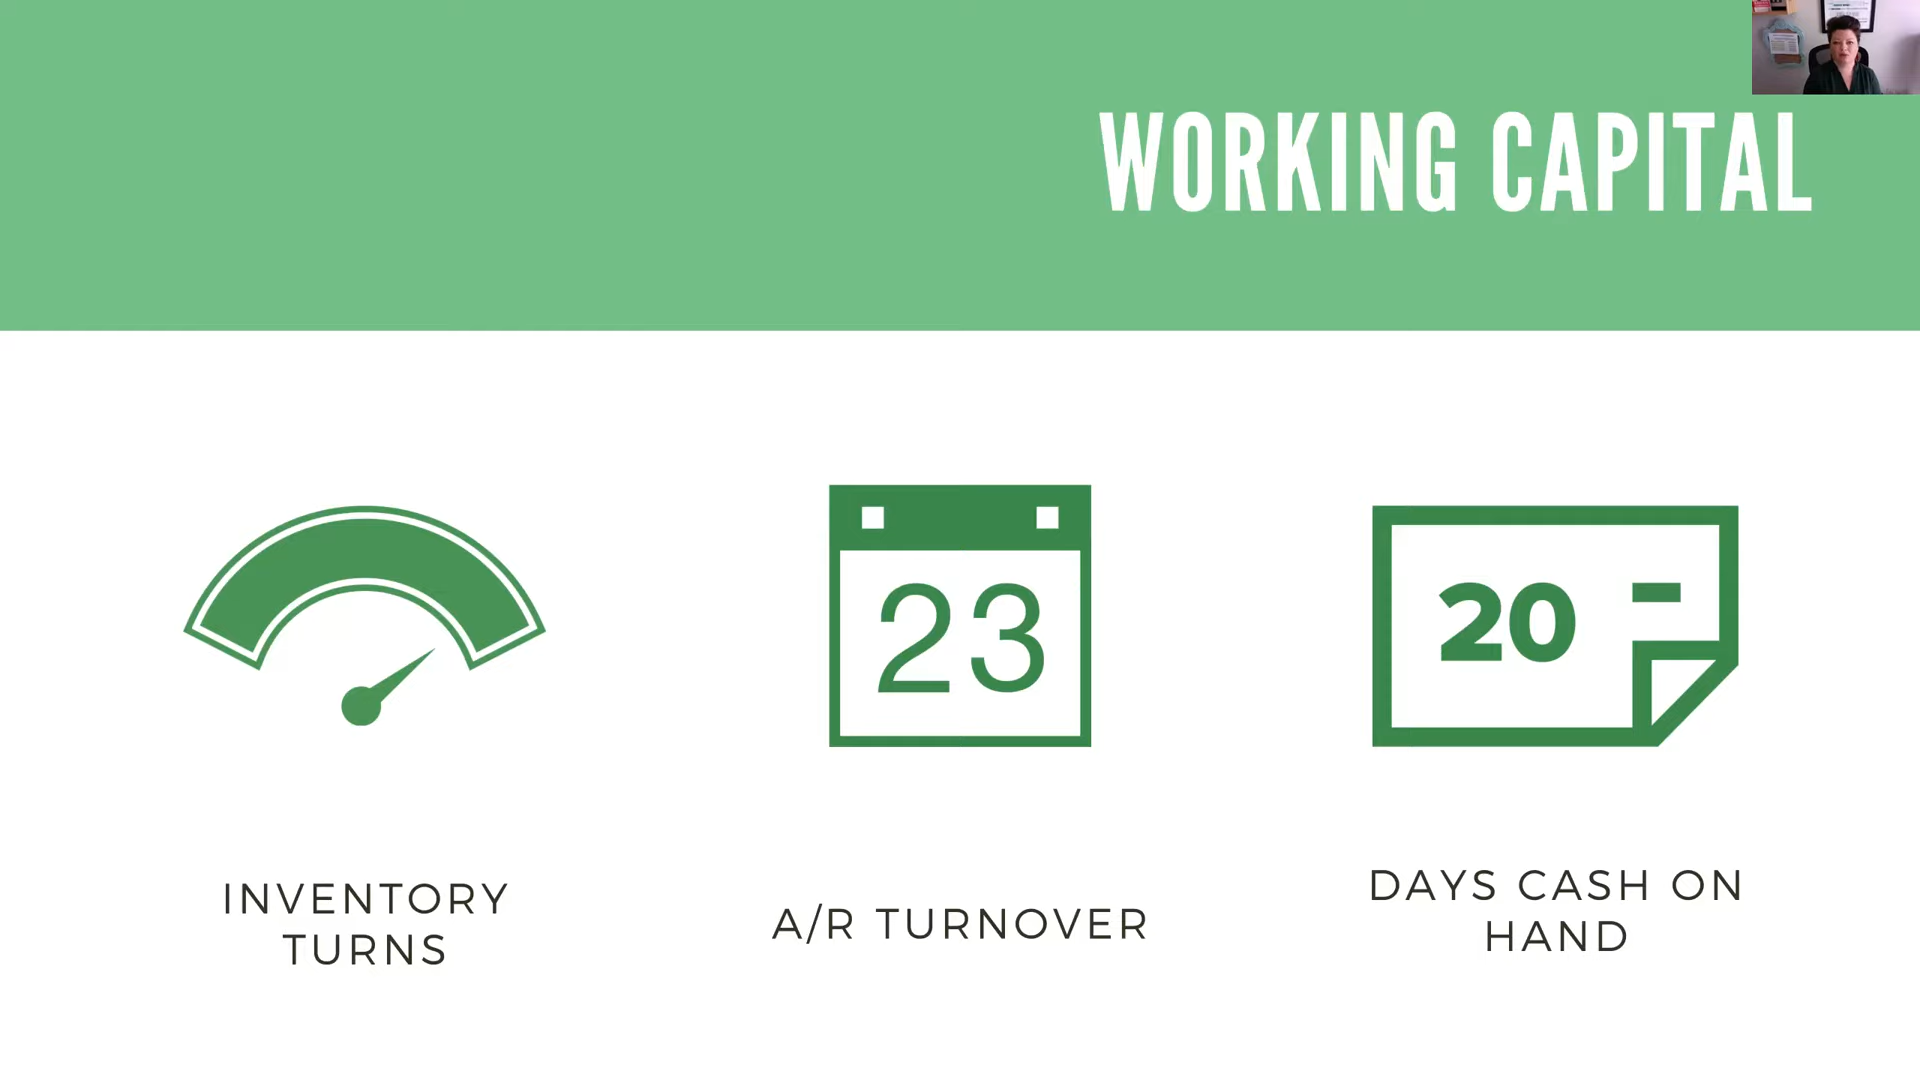 WORKING CAPITAL
23
20
INVENTORY
TURNS
A/R TURNOVER
DAYS CASH ON
HAND